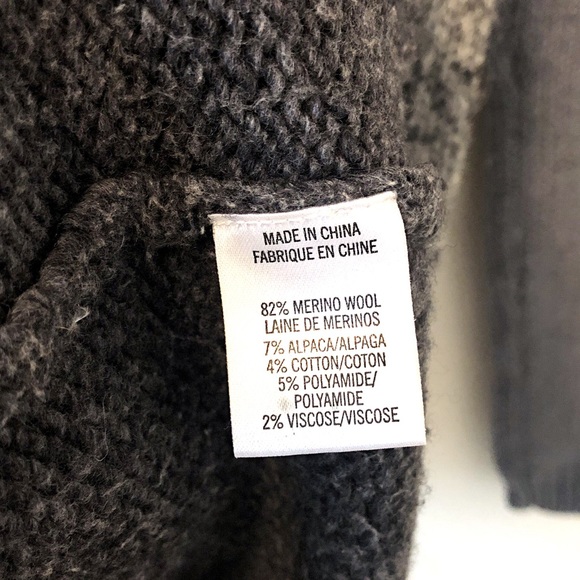 MADE IN CHINA
FABRIQUE EN CHINE
82% MERINO WOOL
LAINE DE MERINOS
7% ALPACA/ALPAGA
4% COTTON/COTON
5% POLYAMIDE/
POLYAMIDE
2% VISCOSE/VISCOSE